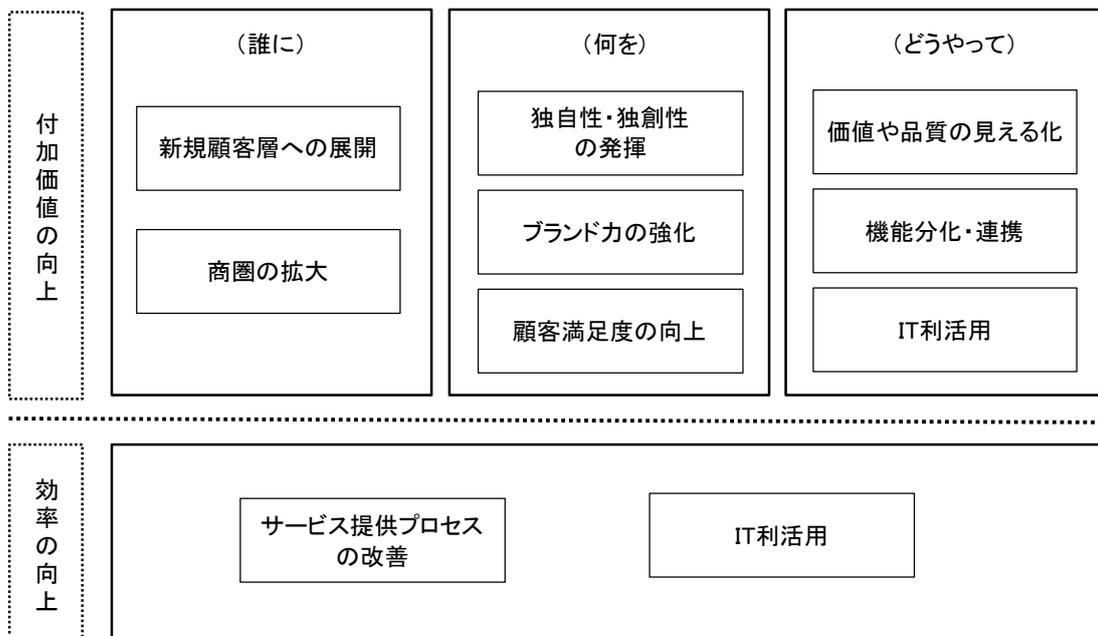 付加価値の向上
(誰に)
新規顧客層への展開
商圏の拡大
(何を)
独自性・独創性
の発揮
ブランド力の強化
顧客満足度の向上
(どうやって)
価値や品質の見える化
機能分化・連携
IT利活用
効率の向上
サービス提供プロセス
の改善
IT利活用